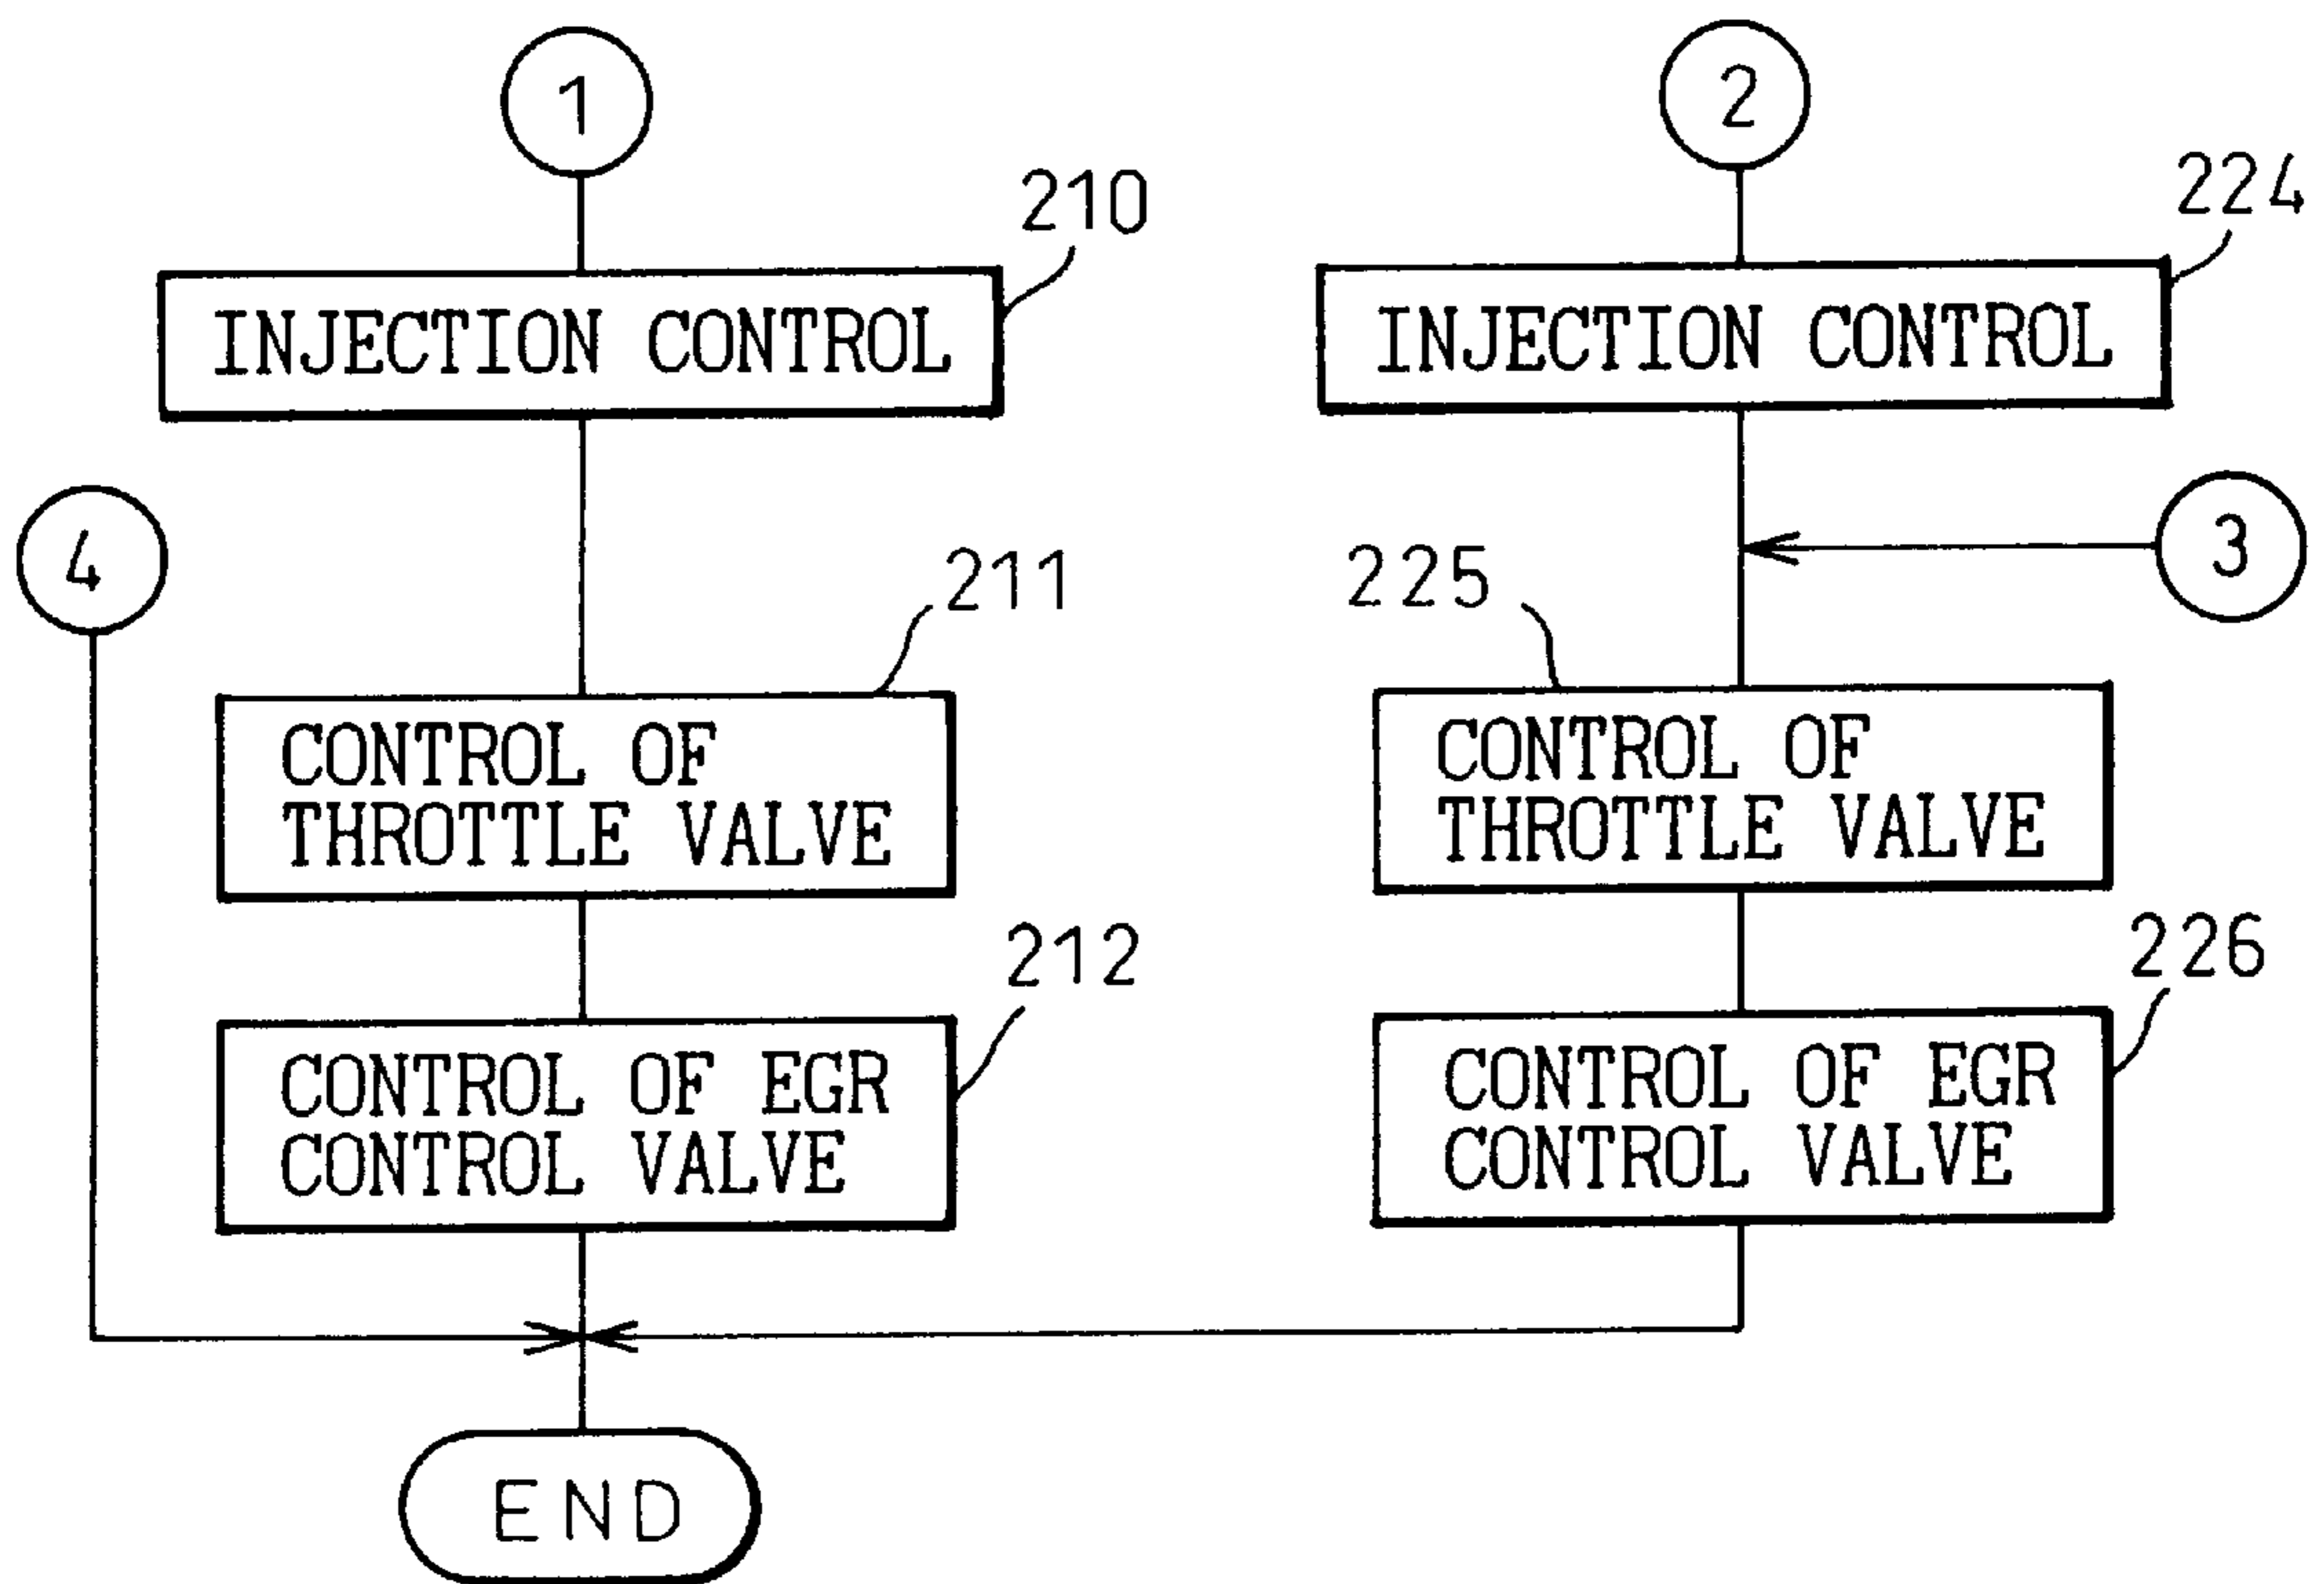 1
210
INJECTION CONTROL
4
211
CONTROL OF
THROTTLE VALVE
212
CONTROL OF EGR
CONTROL VALVE
END
2
224
INJECTION CONTROL
3
225
CONTROL OF
THROTTLE VALVE
226
CONTROL OF EGR
CONTROL VALVE